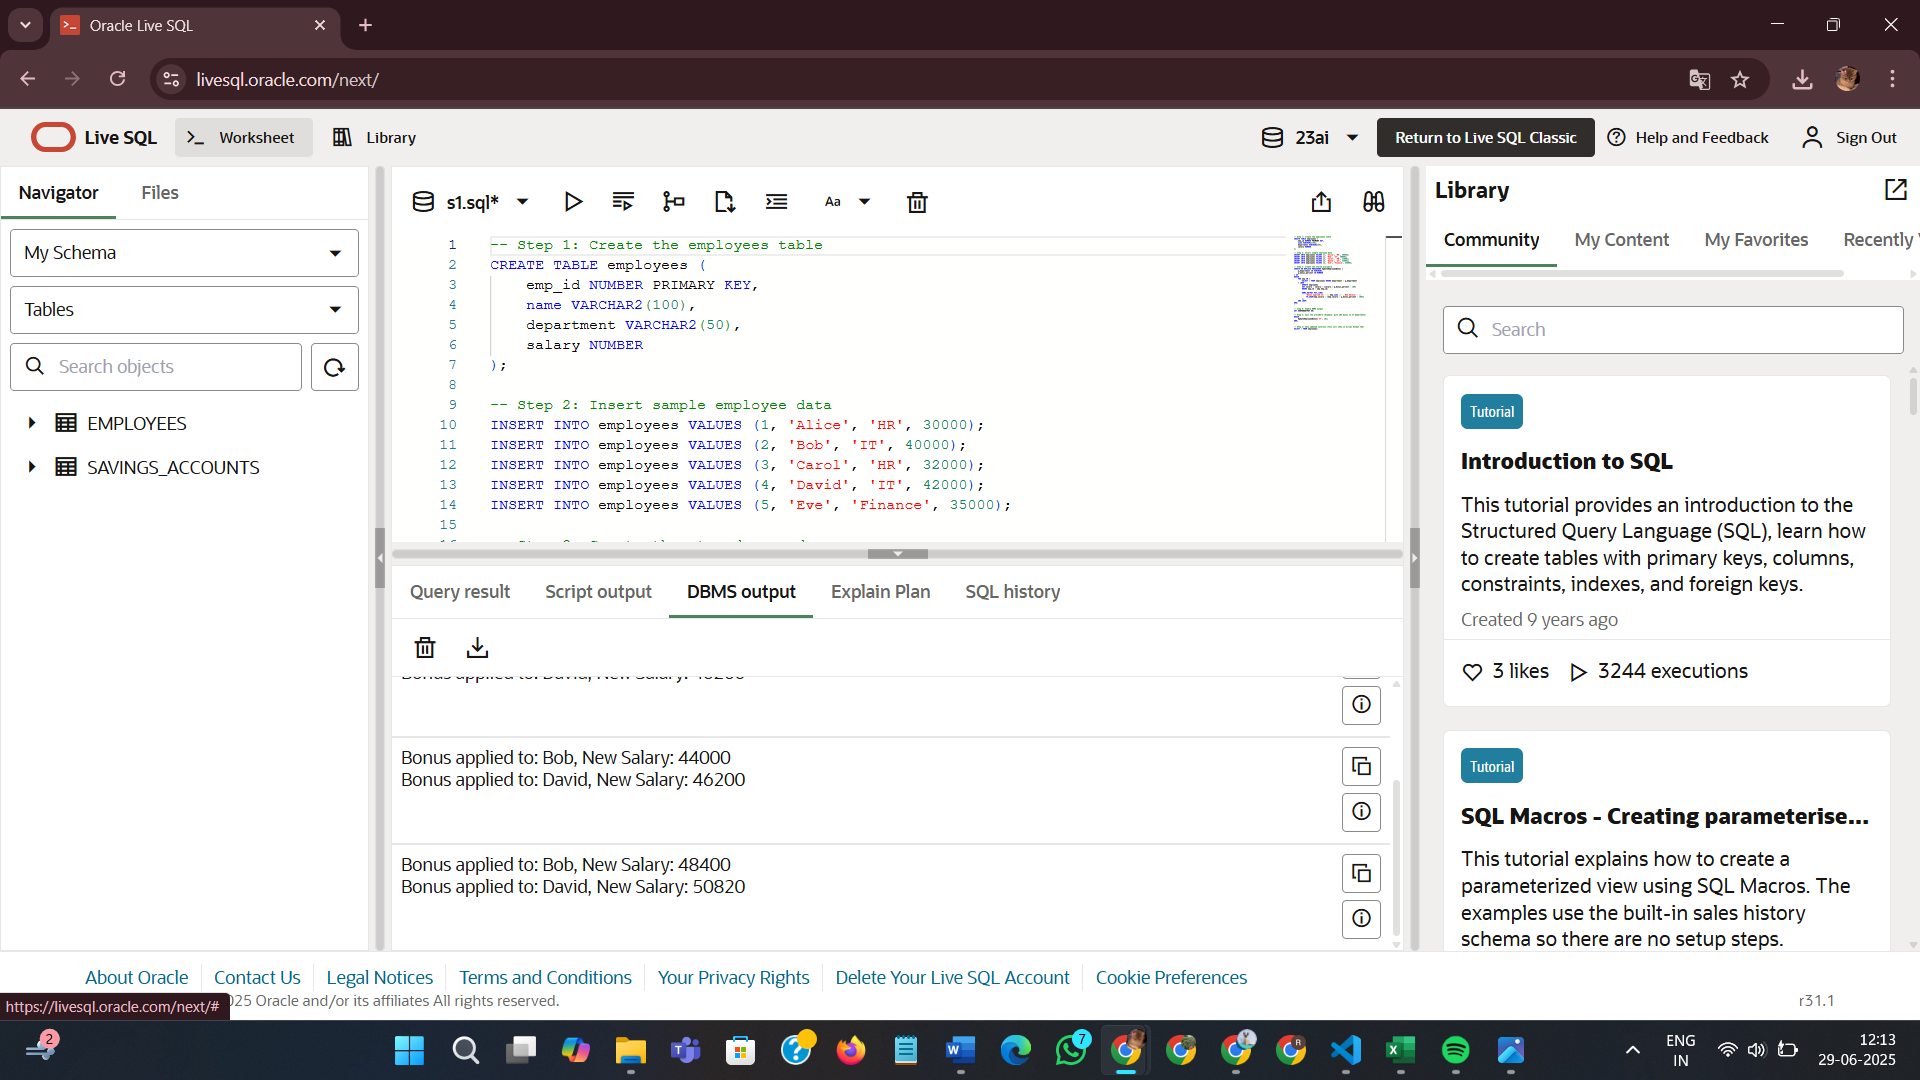 Oracle Live SQL
livesql.oracle.com/next/
Live SQL
Worksheet
Library
23ai
Return to Live SQL Classic
Help and Feedback
Sign Out
Navigator
Files
My Schema
Tables
Search objects
EMPLOYEES
SAVINGS_ACCOUNTS
s1.sql*
Aa
1 -- Step 1: Create the employees table
2 CREATE TABLE employees (
3 emp_id NUMBER PRIMARY KEY,
4 name VARCHAR2(100),
5 department VARCHAR2(50),
6 salary NUMBER
7 );
8
9 -- Step 2: Insert sample employee data
10 INSERT INTO employees VALUES (1, 'Alice', 'HR', 30000);
11 INSERT INTO employees VALUES (2, 'Bob', 'IT', 40000);
12 INSERT INTO employees VALUES (3, 'Carol', 'HR', 32000);
13 INSERT INTO employees VALUES (4, 'David', 'IT', 42000);
14 INSERT INTO employees VALUES (5, 'Eve', 'Finance', 35000);
15
Query result
Script output
DBMS output
Explain Plan
SQL history
Bonus applied to: David, New Salary: 46200
Bonus applied to: Bob, New Salary: 44000
Bonus applied to: David, New Salary: 46200
Bonus applied to: Bob, New Salary: 48400
Bonus applied to: David, New Salary: 50820
Library
Community
My Content
My Favorites
Recently
Search
Tutorial
Introduction to SQL
This tutorial provides an introduction to the
Structured Query Language (SQL), learn how
to create tables with primary keys, columns,
constraints, indexes, and foreign keys.
Created 9 years ago
3 likes
3244 executions
Tutorial
SQL Macros - Creating parameterise...
This tutorial explains how to create a
parameterized view using SQL Macros. The
examples use the built-in sales history
schema so there are no setup steps.
About Oracle
Contact Us
Legal Notices
Terms and Conditions
Your Privacy Rights
Delete Your Live SQL Account
Cookie Preferences
https://livesql.oracle.com/next/#
025 Oracle and/or its affiliates All rights reserved.
r31.1
2
7
ENG
IN
12:13
29-06-2025